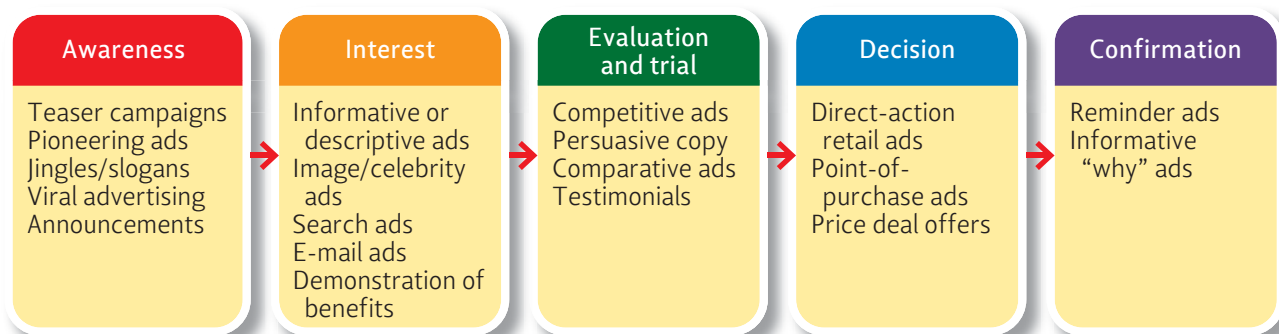 Awareness
Teaser campaigns
Pioneering ads
Jingles/slogans
Viral advertising
Announcements
Interest
Informative or
descriptive ads
Image/celebrity
ads
Search ads
E-mail ads
Demonstration of
benefits
Evaluation
and trial
Competitive ads
Persuasive copy
Comparative ads
Testimonials
Decision
Direct-action
retail ads
Point-of-
purchase ads
Price deal offers
Confirmation
Reminder ads
Informative
“why” ads